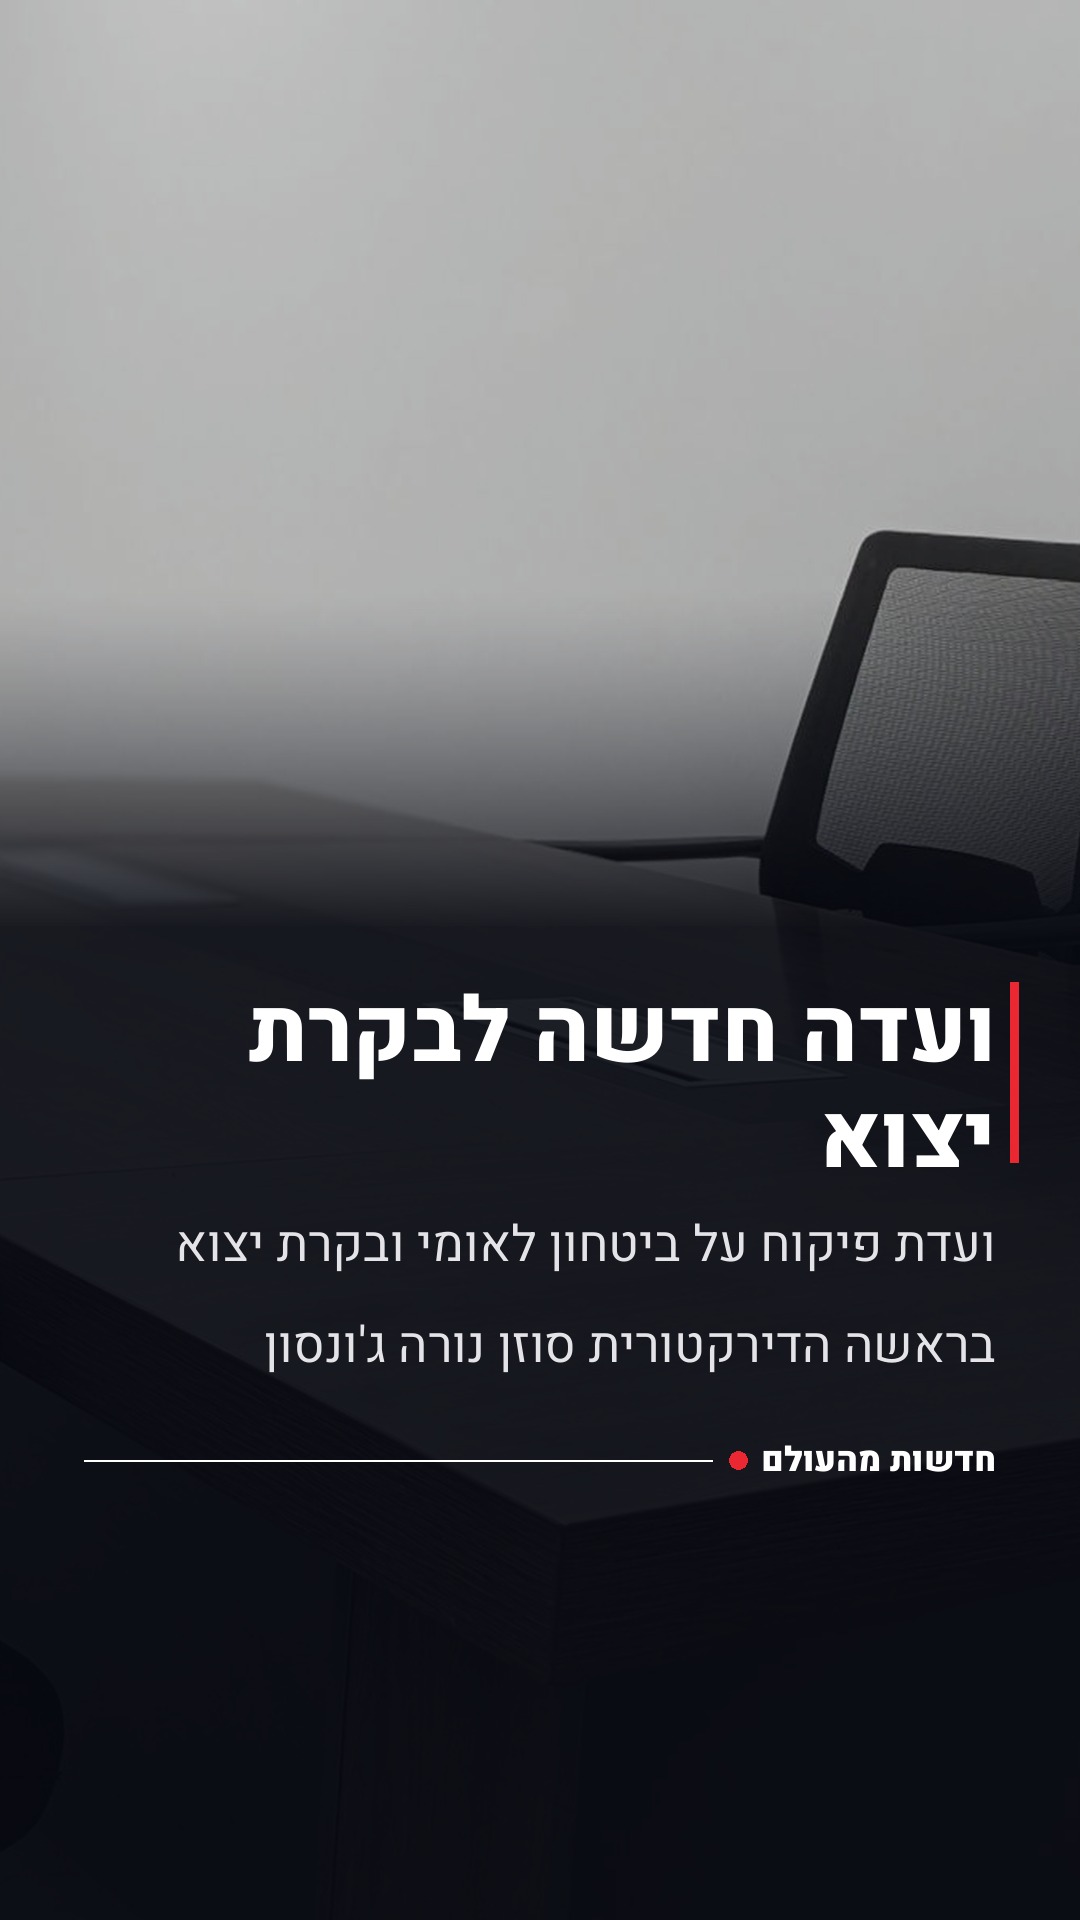 ועדה חדשה לבקרת
יצוא
ועדת פיקוח על ביטחון לאומי ובקרת יצוא
בראשה הדירקטורית סוזן נורה ג'ונסון
חדשות מהעולם